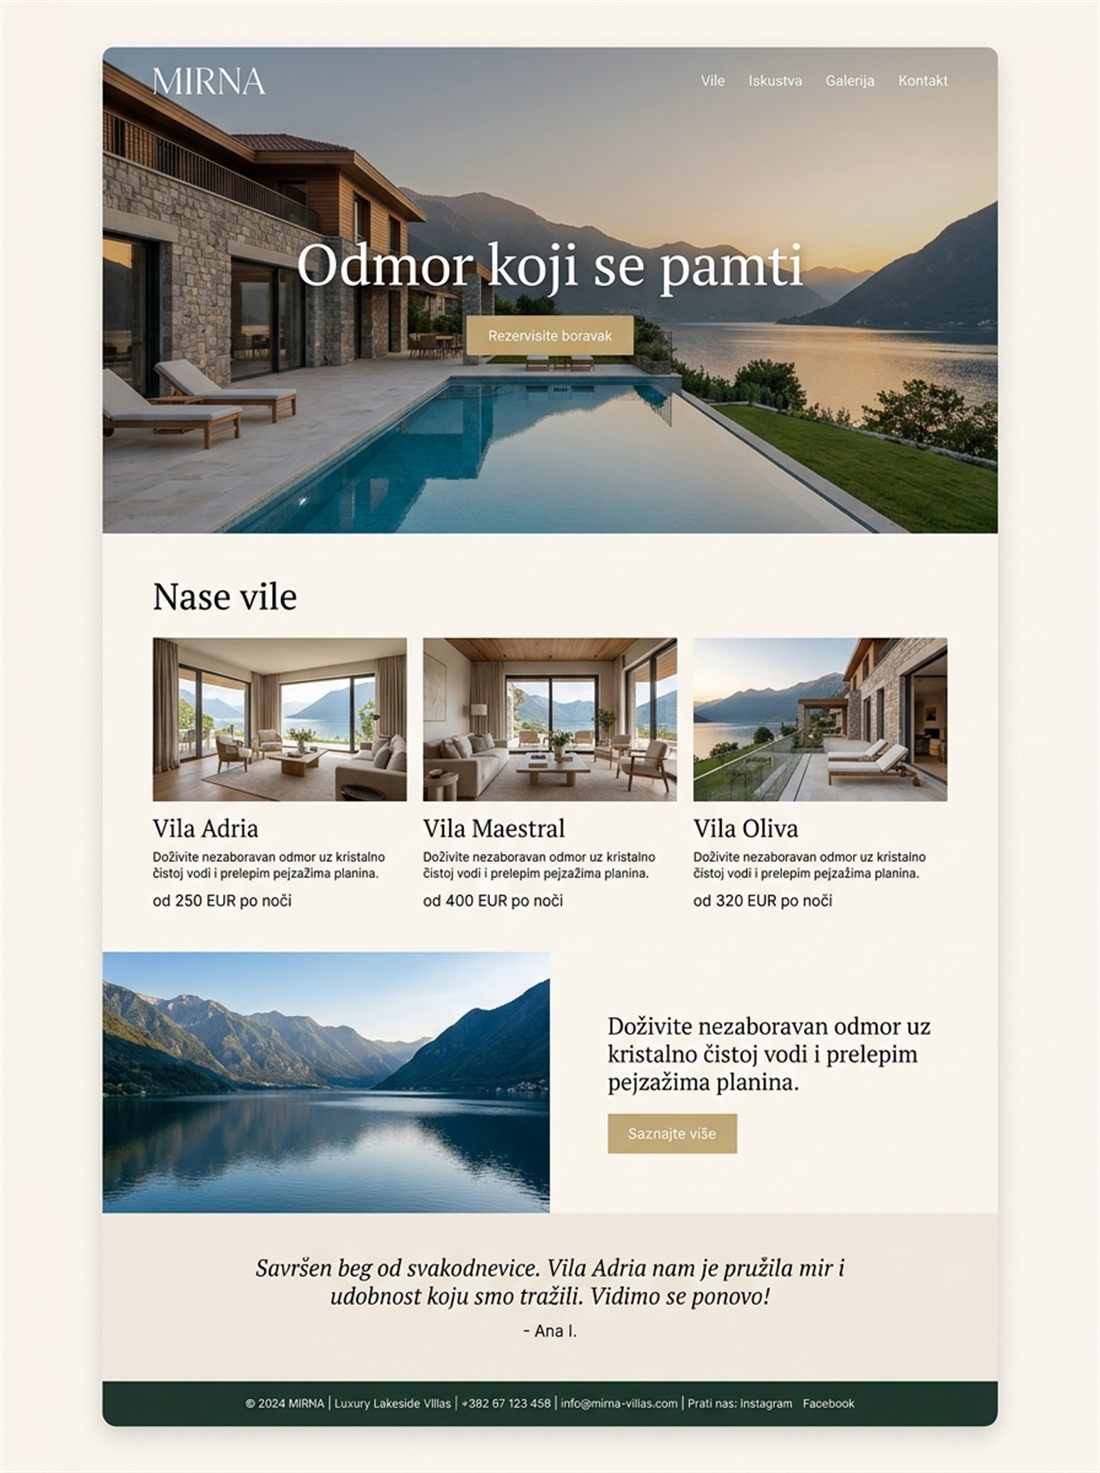 MIRNA
Vile Iskustva Galerija Kontakt
Odmor koji se pamti
Rezervisite boravak
Nase vile
Vila Adria
Doživite nezaboravan odmor uz kristalno
čistoj vodi i prelepim pejzažima planina.
od 250 EUR po noči
Vila Maestral
Doživite nezaboravan odmor uz kristalno
čistoj vodi i prelepim pejzažima planina.
od 400 EUR po noči
Vila Oliva
Doživite nezaboravan odmor uz kristalno
čistoj vodi i prelepim pejzažima planina.
od 320 EUR po noči
Doživite nezaboravan odmor uz
kristalno čistoj vodi i prelepim
pejzažima planina.
Saznajte više
Savršen beg od svakodnevice. Vila Adria nam je pružila mir i
udobnost koju smo tražili. Vidimo se ponovo!
- Ana I.
© 2024 MIRNA | Luxury Lakeside VIllas | +382 67 123 458 | info@mirna-villas.com | Prati nas: Instagram Facebook